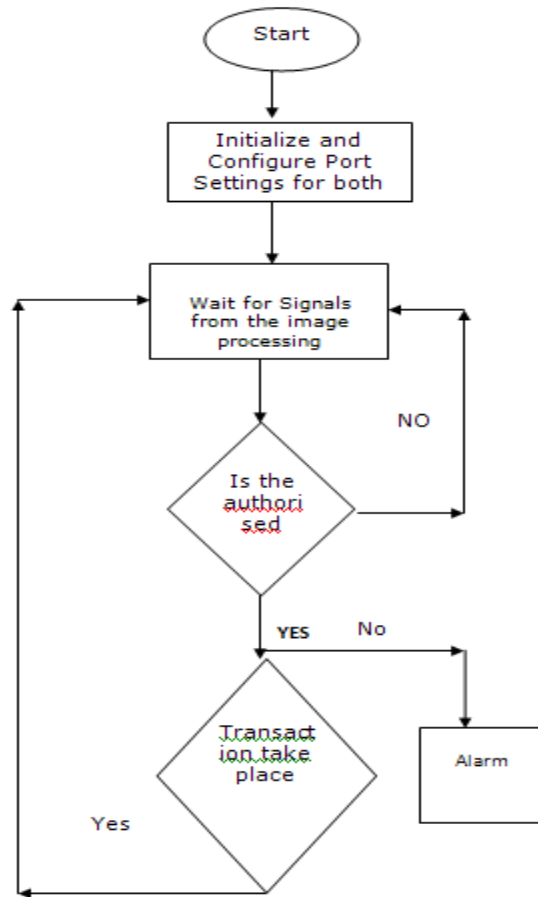 Start
Initialize and
Configure Port
Settings for both
Wait for Signals
from the image
processing
NO
Is the
authori
sed
YES
No
Transact
ion take
place
Alarm
Yes